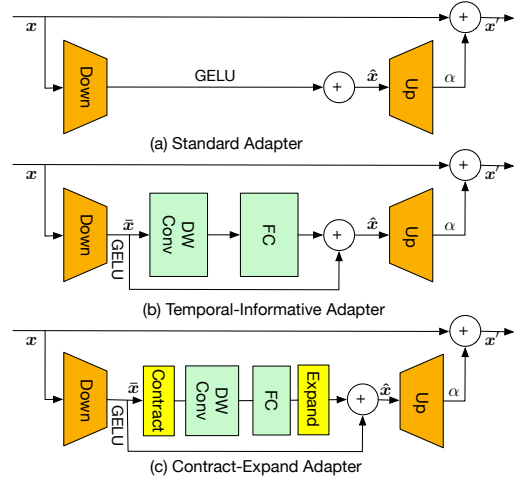 x
x′
Down
GELU
+
x̂
Up
α
+
(a) Standard Adapter
x
x′
Down
GELU
x̄
DW Conv
FC
+
x̂
Up
α
+
(b) Temporal-Informative Adapter
x
x′
Down
GELU
x̄
Contract
DW Conv
FC
Expand
+
x̂
Up
α
+
(c) Contract-Expand Adapter